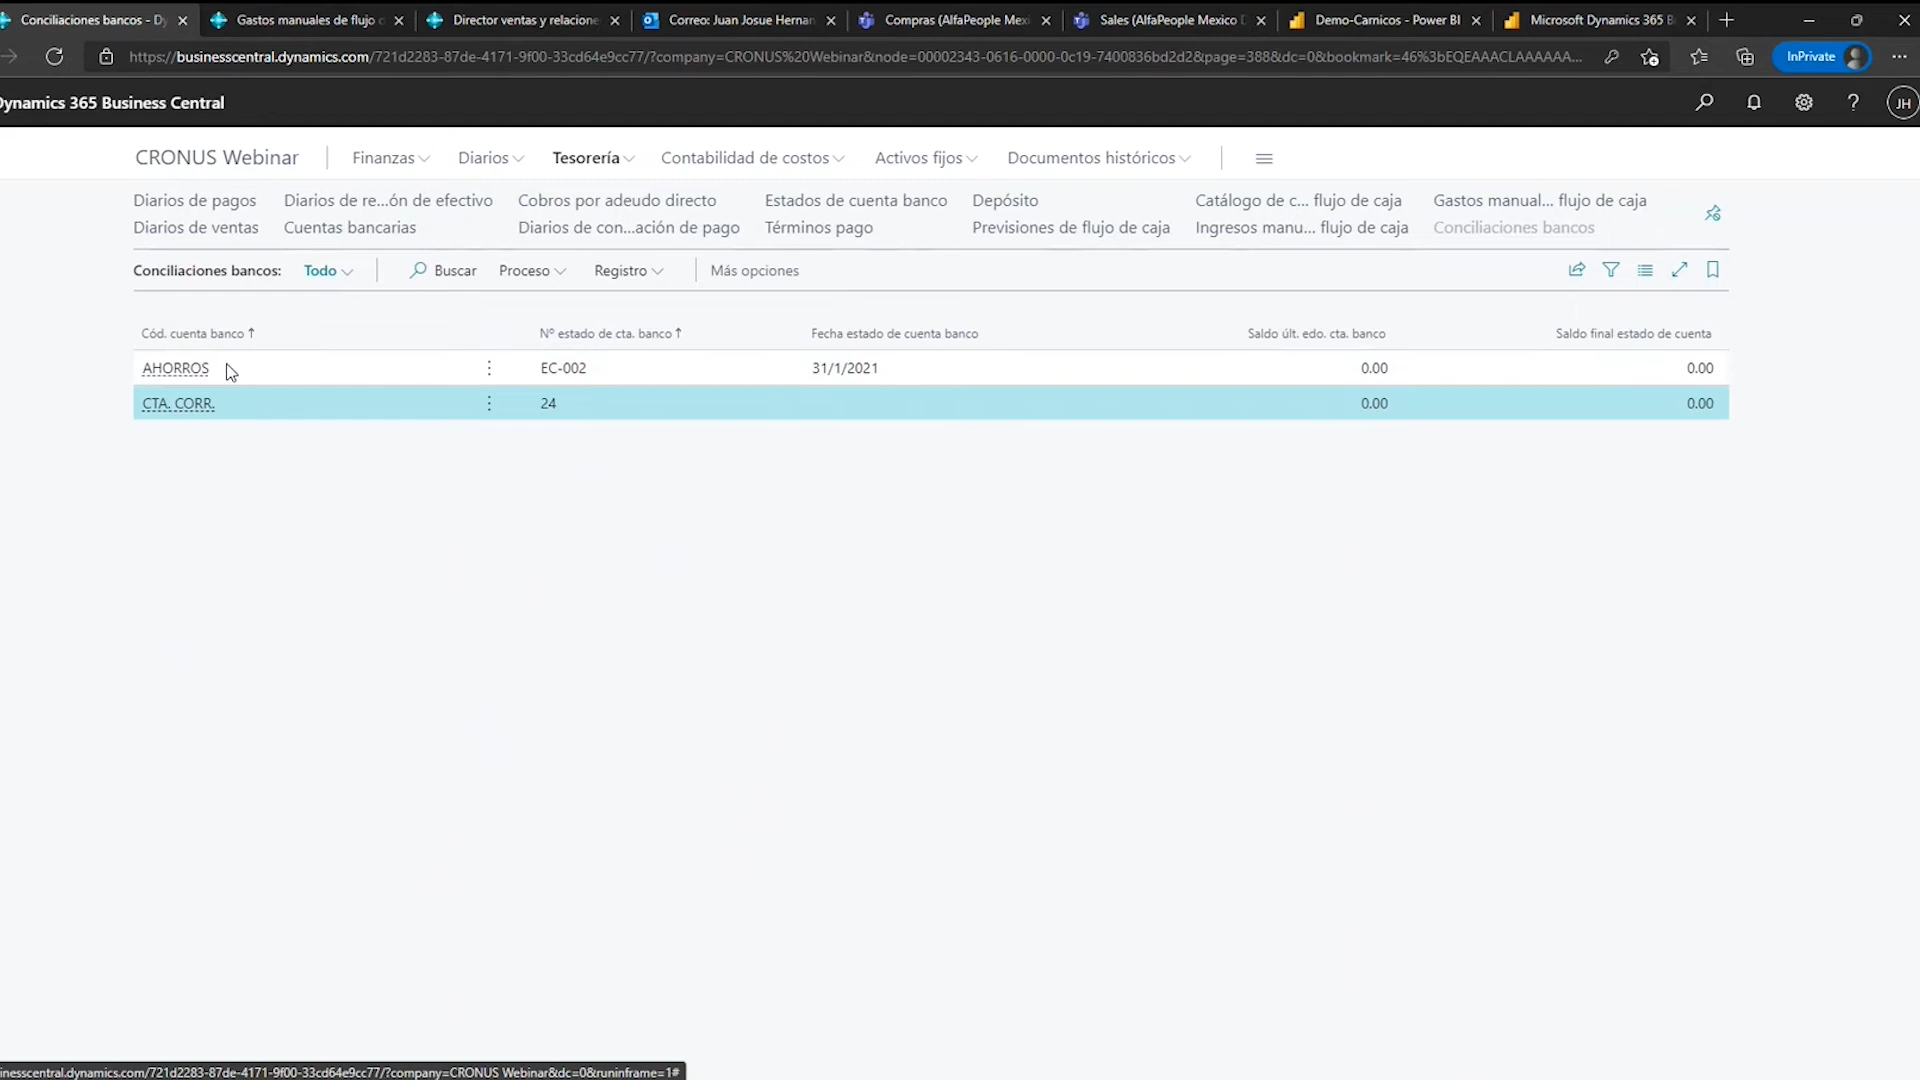 Conciliaciones bancos - Dy
Gastos manuales de flujo d
Director ventas y relacione
Correo: Juan Josue Hernan
Compras (AlfaPeople Mexi
Sales (AlfaPeople Mexico D
Demo-Carnicos - Power BI
Microsoft Dynamics 365 B
https://businesscentral.dynamics.com/721d2283-87de-4171-9f00-33cd64e9cc77/?company=CRONUS%20Webinar&node=00002343-0616-0000-0c19-7400836bd2d2&page=388&dc=0&bookmark=46%3bEQEAAACLAAAAAA...
InPrivate
Dynamics 365 Business Central
JH
CRONUS Webinar
Finanzas
Diarios
Tesorería
Contabilidad de costos
Activos fijos
Documentos históricos
Diarios de pagos
Diarios de re...ón de efectivo
Cobros por adeudo directo
Estados de cuenta banco
Depósito
Catálogo de c... flujo de caja
Gastos manual... flujo de caja
Diarios de ventas
Cuentas bancarias
Diarios de con...ación de pago
Términos pago
Previsiones de flujo de caja
Ingresos manu... flujo de caja
Conciliaciones bancos
Conciliaciones bancos:
Todo
Buscar
Proceso
Registro
Más opciones
Cód. cuenta banco ↑
Nº estado de cta. banco ↑
Fecha estado de cuenta banco
Saldo últ. edo. cta. banco
Saldo final estado de cuenta
AHORROS
EC-002
31/1/2021
0.00
0.00
CTA. CORR.
24
0.00
0.00
inesscentral.dynamics.com/721d2283-87de-4171-9f00-33cd64e9cc77/?company=CRONUS Webinar&dc=0&runinframe=1#